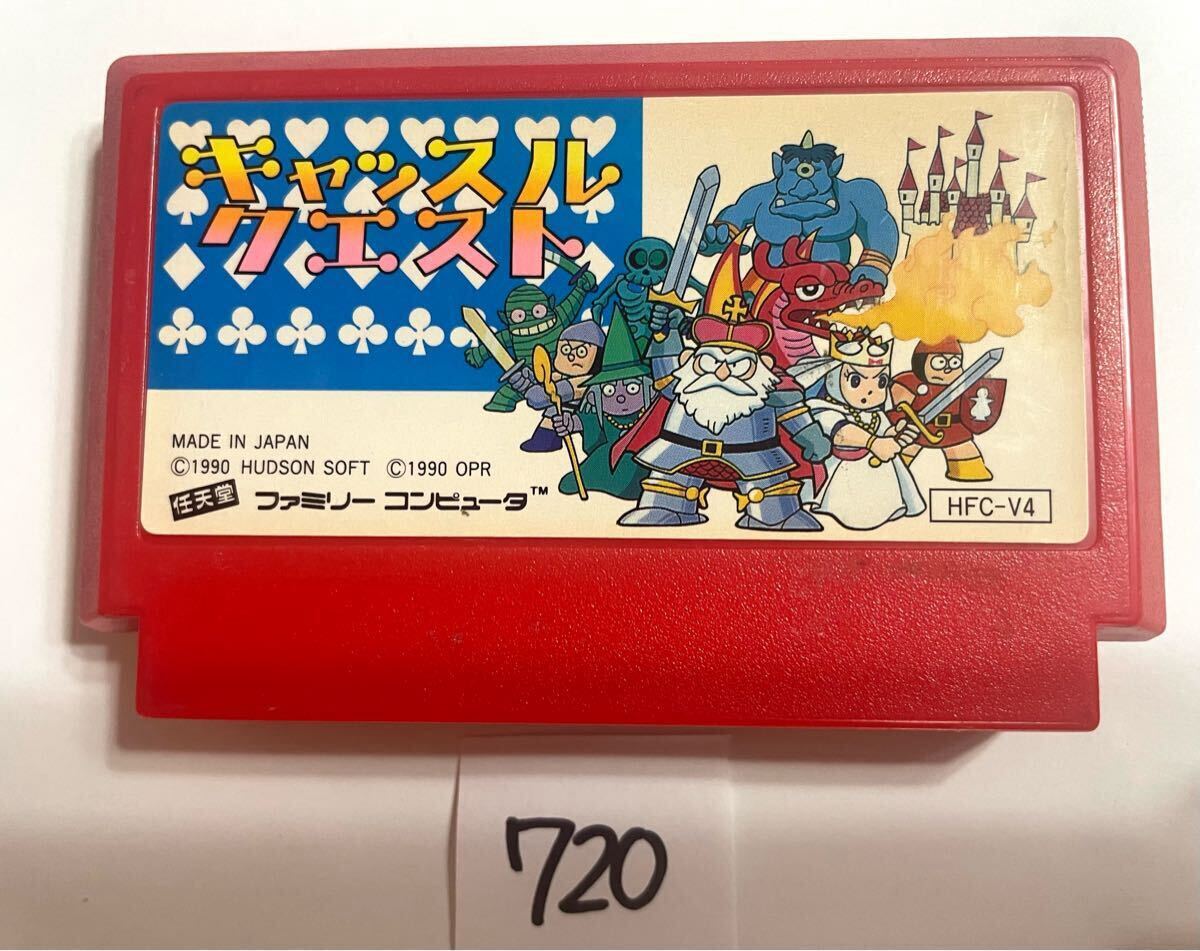 キャッスル
クエスト
MADE IN JAPAN
©1990 HUDSON SOFT ©1990 OPR
任天堂 ファミリー コンピュータ™
HFC-V4
720